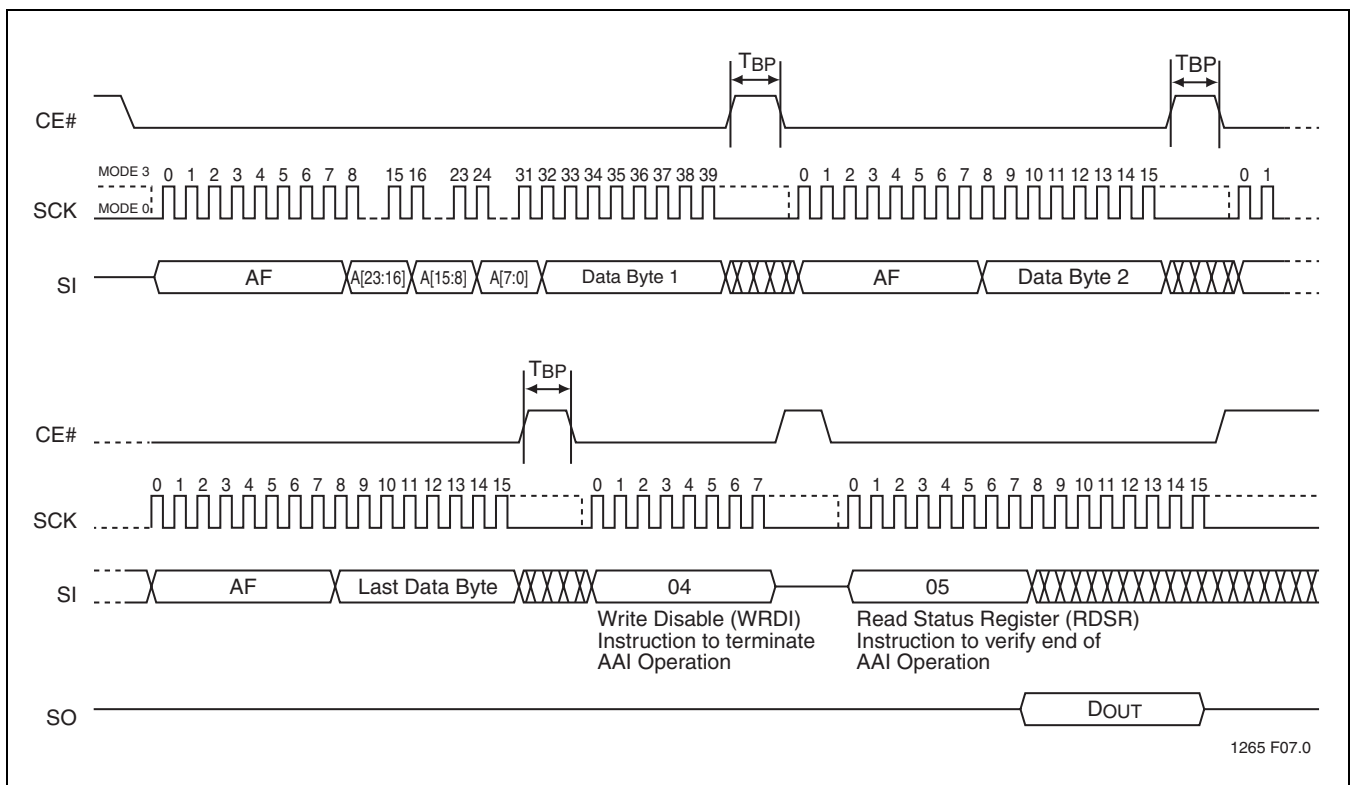 TBP TBP
CE#
MODE 3 0 1 2 3 4 5 6 7 8 15 16 23 24 31 32 33 34 35 36 37 38 39 0 1 2 3 4 5 6 7 8 9 10 11 12 13 14 15 0 1
SCK MODE 0
SI AF A[23:16] A[15:8] A[7:0] Data Byte 1 AF Data Byte 2
TBP
CE#
0 1 2 3 4 5 6 7 8 9 10 11 12 13 14 15 0 1 2 3 4 5 6 7 0 1 2 3 4 5 6 7 8 9 10 11 12 13 14 15
SCK
SI AF Last Data Byte 04 05
Write Disable (WRDI)
Instruction to terminate
AAI Operation
Read Status Register (RDSR)
Instruction to verify end of
AAI Operation
SO DOUT
1265 F07.0